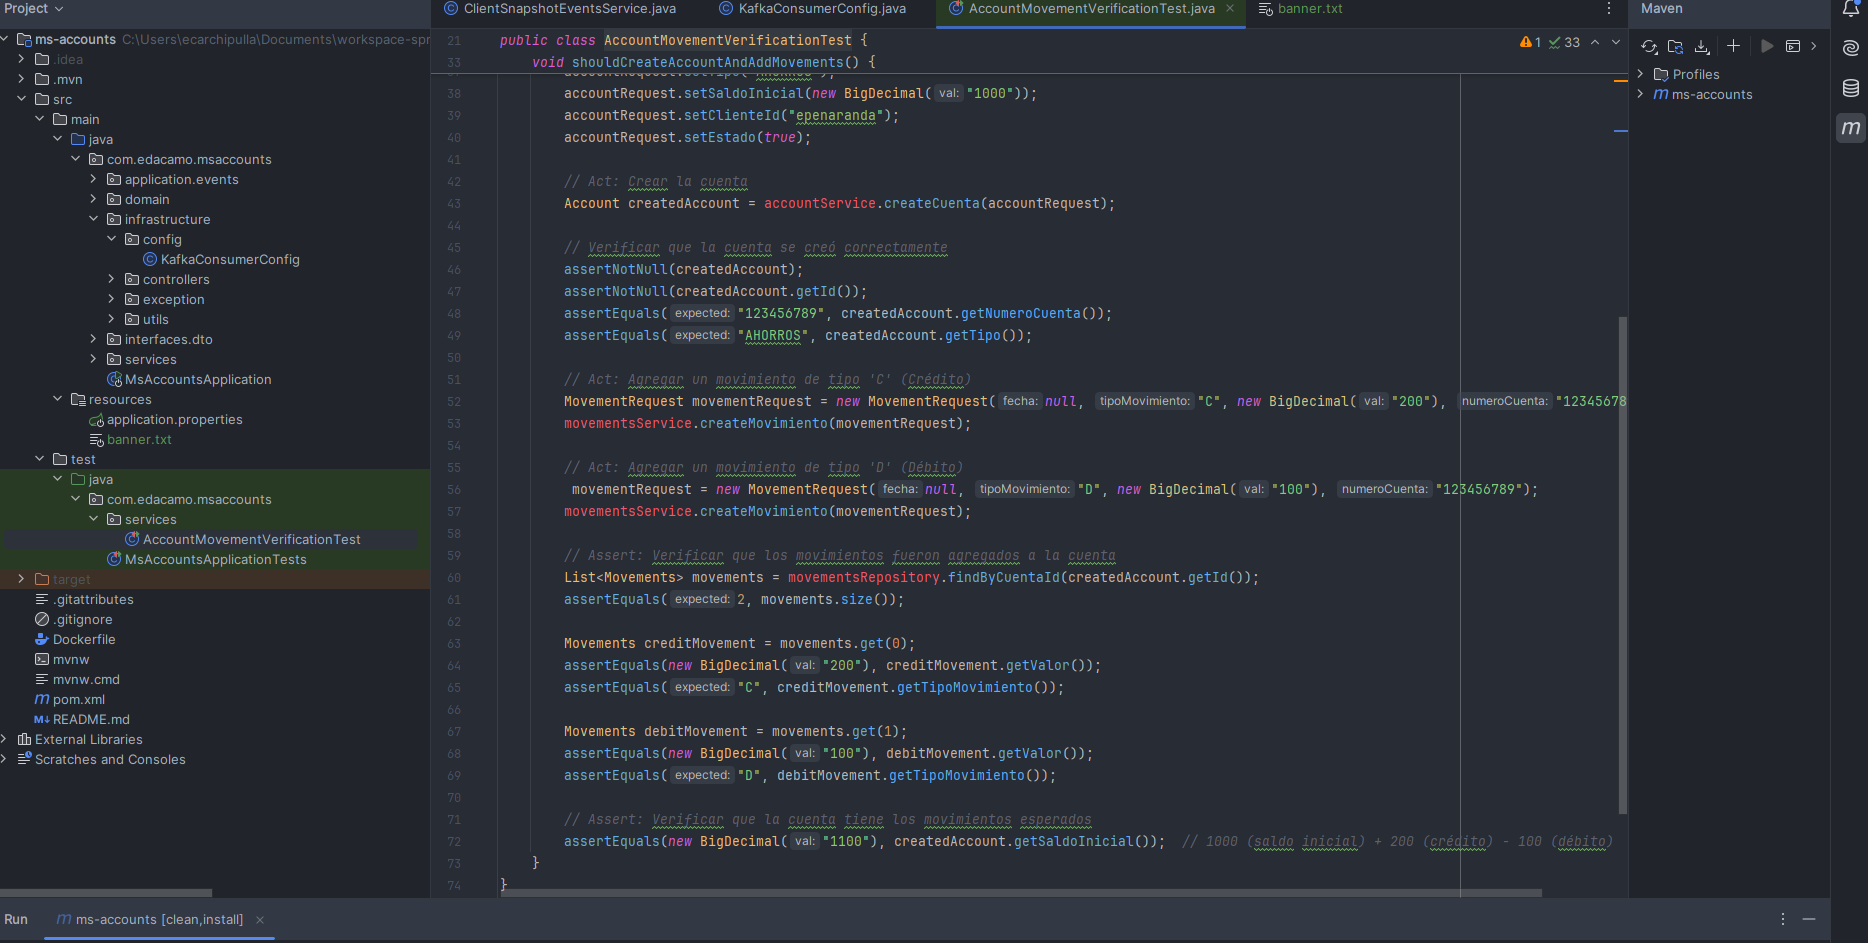 Project
ClientSnapshotEventsService.java
KafkaConsumerConfig.java
AccountMovementVerificationTest.java
banner.txt
Maven
ms-accounts C:\Users\ecarchipulla\Documents\workspace-spr
.idea
.mvn
src
main
java
com.edacamo.msaccounts
application.events
domain
infrastructure
config
KafkaConsumerConfig
controllers
exception
utils
interfaces.dto
services
MsAccountsApplication
resources
application.properties
banner.txt
test
java
com.edacamo.msaccounts
services
AccountMovementVerificationTest
MsAccountsApplicationTests
target
.gitattributes
.gitignore
Dockerfile
mvnw
mvnw.cmd
pom.xml
README.md
External Libraries
Scratches and Consoles
21 public class AccountMovementVerificationTest {
33 void shouldCreateAccountAndAddMovements() {
1 33
38 accountRequest.setSaldoInicial(new BigDecimal( val: "1000"));
39 accountRequest.setClienteId("epenaranda");
40 accountRequest.setEstado(true);
41
42 // Act: Crear la cuenta
43 Account createdAccount = accountService.createCuenta(accountRequest);
44
45 // Verificar que la cuenta se creó correctamente
46 assertNotNull(createdAccount);
47 assertNotNull(createdAccount.getId());
48 assertEquals( expected: "123456789", createdAccount.getNumeroCuenta());
49 assertEquals( expected: "AHORROS", createdAccount.getTipo());
50
51 // Act: Agregar un movimiento de tipo 'C' (Crédito)
52 MovementRequest movementRequest = new MovementRequest( fecha: null, tipoMovimiento: "C", new BigDecimal( val: "200"), numeroCuenta: "12345678
53 movementsService.createMovimiento(movementRequest);
54
55 // Act: Agregar un movimiento de tipo 'D' (Débito)
56 movementRequest = new MovementRequest( fecha: null, tipoMovimiento: "D", new BigDecimal( val: "100"), numeroCuenta: "123456789");
57 movementsService.createMovimiento(movementRequest);
58
59 // Assert: Verificar que los movimientos fueron agregados a la cuenta
60 List<Movements> movements = movementsRepository.findByCuentaId(createdAccount.getId());
61 assertEquals( expected: 2, movements.size());
62
63 Movements creditMovement = movements.get(0);
64 assertEquals(new BigDecimal( val: "200"), creditMovement.getValor());
65 assertEquals( expected: "C", creditMovement.getTipoMovimiento());
66
67 Movements debitMovement = movements.get(1);
68 assertEquals(new BigDecimal( val: "100"), debitMovement.getValor());
69 assertEquals( expected: "D", debitMovement.getTipoMovimiento());
70
71 // Assert: Verificar que la cuenta tiene los movimientos esperados
72 assertEquals(new BigDecimal( val: "1100"), createdAccount.getSaldoInicial()); // 1000 (saldo inicial) + 200 (crédito) - 100 (débito)
73 }
74 }
Profiles
ms-accounts
Run
ms-accounts [clean,install]